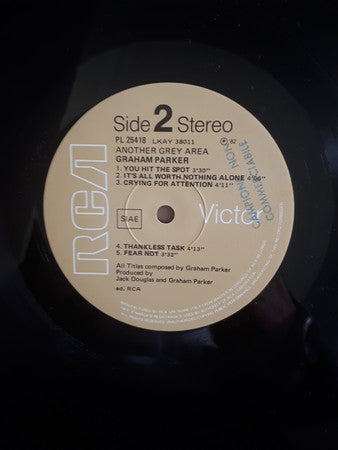 Side 2 Stereo
PL 25418 LKAY 38011 ℗ '82
ANOTHER GREY AREA
GRAHAM PARKER
1. YOU HIT THE SPOT 3'30"
2. IT'S ALL WORTH NOTHING ALONE 4'06"
3. CRYING FOR ATTENTION 4'11"
RCA
SIAE
Victor
CAMPIONE NON
COMMERCIABILE
4. THANKLESS TASK 4'13"
5. FEAR NOT 3'32"
All Titles composed by Graham Parker
Produced by
Jack Douglas and Graham Parker
ed. RCA